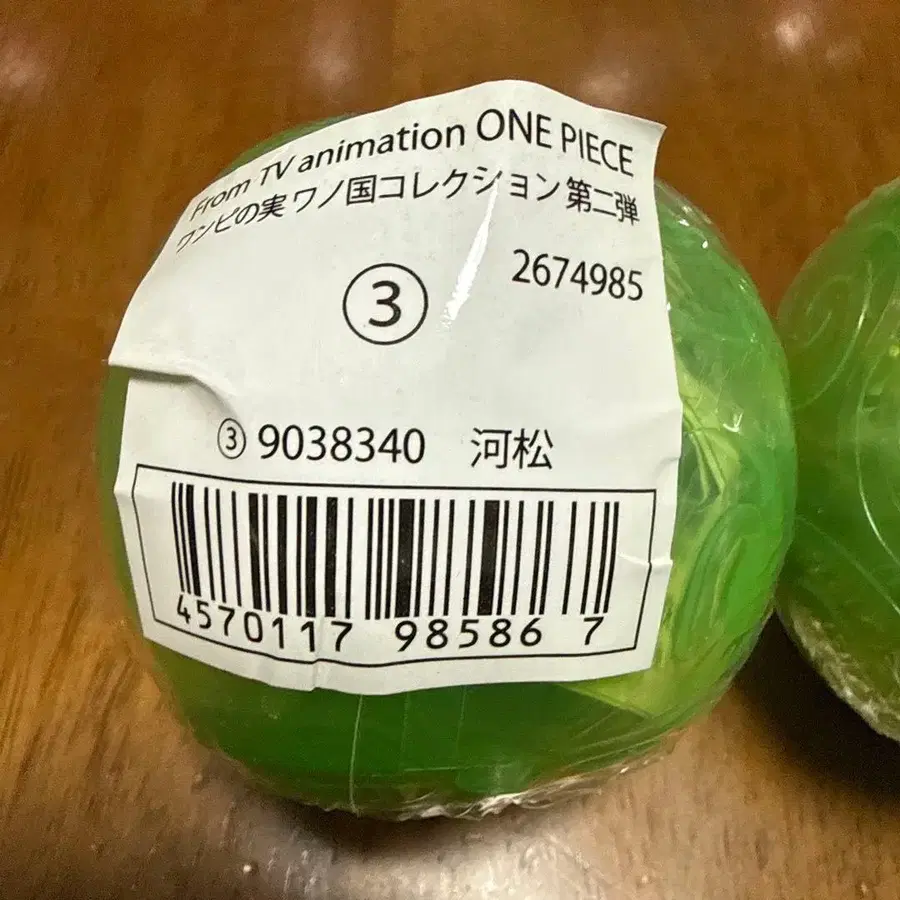 From TV animation ONE PIECE
ワンピの実 ワノ国コレクション 第二弾
2674985
③
③ 9038340 河松
4570117 98586 7